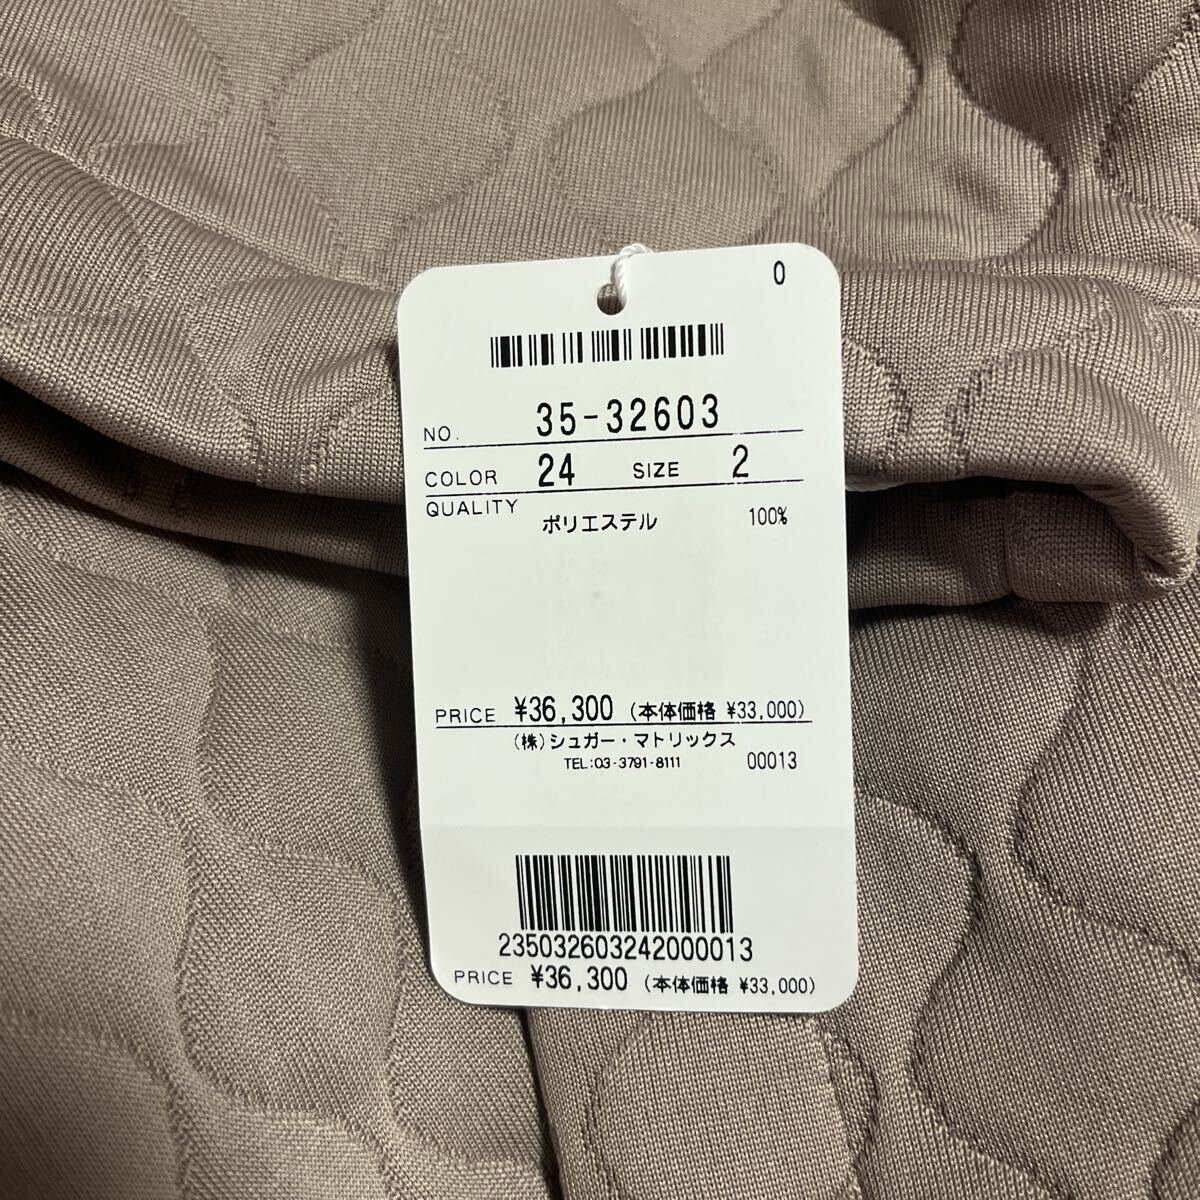 0
NO. 35-32603
COLOR 24 SIZE 2
QUALITY
ポリエステル 100%
PRICE ¥36,300 (本体価格 ¥33,000)
(株)シュガー・マトリックス
TEL:03-3791-8111 00013
235032603242000013
PRICE ¥36,300 (本体価格 ¥33,000)